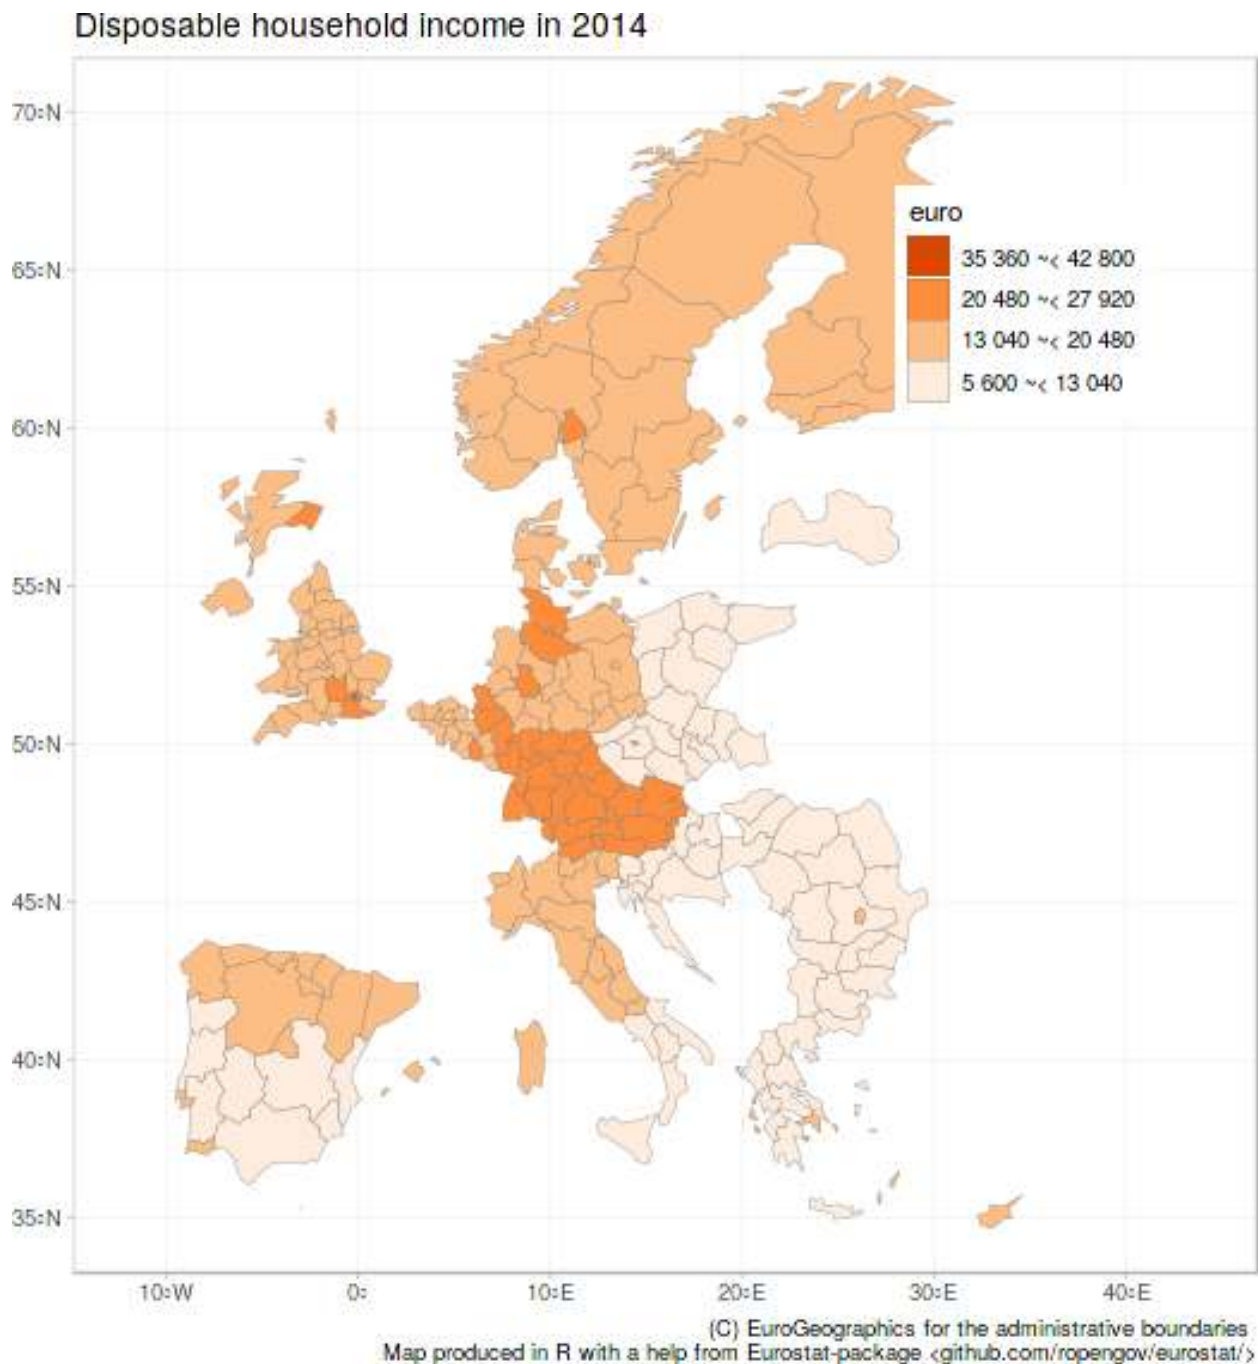 Disposable household income in 2014
70°N
65°N
60°N
55°N
50°N
45°N
40°N
35°N
euro
35 360 ~< 42 800
20 480 ~< 27 920
13 040 ~< 20 480
5 600 ~< 13 040
10°W
0°
10°E
20°E
30°E
40°E
(C) EuroGeographics for the administrative boundaries
Map produced in R with a help from Eurostat-package <github.com/ropengov/eurostat/>